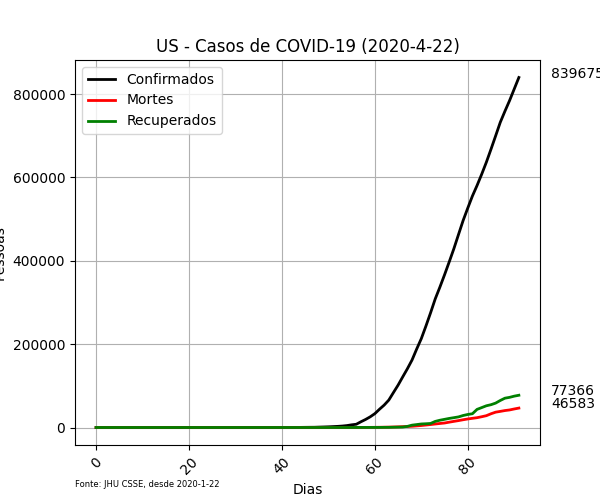 US - Casos de COVID-19 (2020-4-22)
Confirmados
Mortes
Recuperados
839675
800000
600000
400000
200000
0
77366
46583
0
20
40
60
80
Dias
Fonte: JHU CSSE, desde 2020-1-22